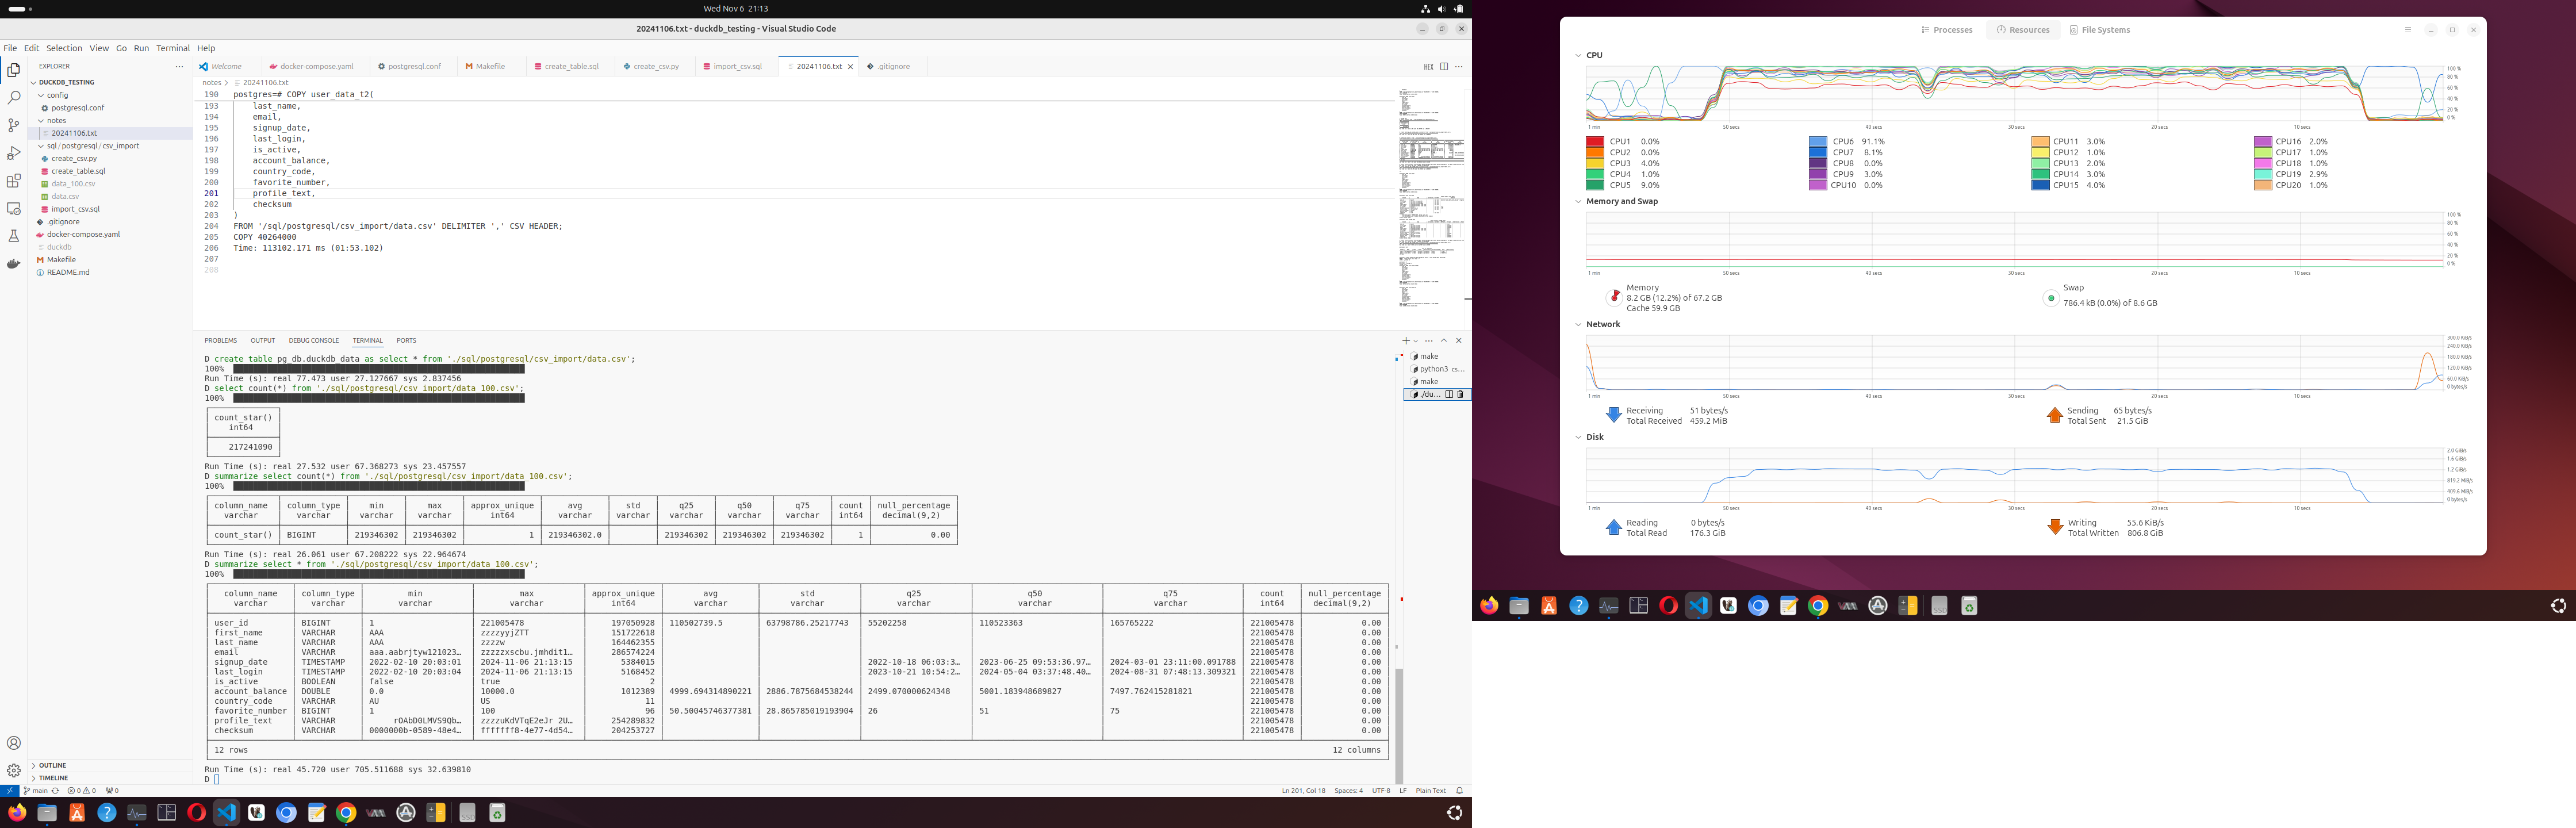 Wed Nov 6 21:13
20241106.txt - duckdb_testing - Visual Studio Code
File Edit Selection View Go Run Terminal Help
EXPLORER
DUCKDB_TESTING
config
postgresql.conf
notes
20241106.txt
sql/postgresql/csv_import
create_csv.py
create_table.sql
data_100.csv
data.csv
import_csv.sql
.gitignore
docker-compose.yaml
duckdb
Makefile
README.md
OUTLINE
TIMELINE
Welcome docker-compose.yaml postgresql.conf Makefile create_table.sql create_csv.py import_csv.sql 20241106.txt .gitignore
HEX
notes > 20241106.txt
190 postgres=# COPY user_data_t2(
193 last_name,
194 email,
195 signup_date,
196 last_login,
197 is_active,
198 account_balance,
199 country_code,
200 favorite_number,
201 profile_text,
202 checksum
203 )
204 FROM '/sql/postgresql/csv_import/data.csv' DELIMITER ',' CSV HEADER;
205 COPY 40264000
206 Time: 113102.171 ms (01:53.102)
207
208
PROBLEMS OUTPUT DEBUG CONSOLE TERMINAL PORTS
make
python3 cs...
make
./du...
D create table pg_db.duckdb_data as select * from './sql/postgresql/csv_import/data.csv';
100%
Run Time (s): real 77.473 user 27.127667 sys 2.837456
D select count(*) from './sql/postgresql/csv_import/data_100.csv';
100%
count_star()
int64
217241090
Run Time (s): real 27.532 user 67.368273 sys 23.457557
D summarize select count(*) from './sql/postgresql/csv_import/data_100.csv';
100%
column_name column_type min max approx_unique avg std q25 q50 q75 count null_percentage
varchar varchar varchar varchar int64 varchar varchar varchar varchar varchar int64 decimal(9,2)
count_star() BIGINT 219346302 219346302 1 219346302.0 219346302 219346302 219346302 1 0.00
Run Time (s): real 26.061 user 67.208222 sys 22.964674
D summarize select * from './sql/postgresql/csv_import/data_100.csv';
100%
column_name column_type min max approx_unique avg std q25 q50 q75 count null_percentage
varchar varchar varchar varchar int64 varchar varchar varchar varchar varchar int64 decimal(9,2)
user_id BIGINT 1 221005478 197050928 110502739.5 63798786.25217743 55202258 110523363 165765222 221005478 0.00
first_name VARCHAR AAA zzzzyyjZTT 151722618 221005478 0.00
last_name VARCHAR AAA zzzzw 164462355 221005478 0.00
email VARCHAR aaa.aabrjtyw121023… zzzzzxscbu.jmhdit1… 286574224 221005478 0.00
signup_date TIMESTAMP 2022-02-10 20:03:01 2024-11-06 21:13:15 5384015 2022-10-18 06:03:3… 2023-06-25 09:53:36.97… 2024-03-01 23:11:00.091788 221005478 0.00
last_login TIMESTAMP 2022-02-10 20:03:04 2024-11-06 21:13:15 5168452 2023-10-21 10:54:2… 2024-05-04 03:37:48.40… 2024-08-31 07:48:13.309321 221005478 0.00
is_active BOOLEAN false true 2 221005478 0.00
account_balance DOUBLE 0.0 10000.0 1012389 4999.694314890221 2886.7875684538244 2499.070000624348 5001.183948689827 7497.762415281821 221005478 0.00
country_code VARCHAR AU US 11 221005478 0.00
favorite_number BIGINT 1 100 96 50.50045746377381 28.865785019193904 26 51 75 221005478 0.00
profile_text VARCHAR rOAbD0LMVS9Qb… zzzzuKdVTqE2eJr 2U… 254289832 221005478 0.00
checksum VARCHAR 0000000b-0589-48e4… fffffff8-4e77-4d54… 204253727 221005478 0.00
12 rows 12 columns
Run Time (s): real 45.720 user 705.511688 sys 32.639810
D
main 0 0 0 Ln 201, Col 18 Spaces: 4 UTF-8 LF Plain Text
Processes Resources File Systems
CPU
100 %
80 %
60 %
40 %
20 %
0 %
1 min 50 secs 40 secs 30 secs 20 secs 10 secs
CPU1 0.0% CPU6 91.1% CPU11 3.0% CPU16 2.0%
CPU2 0.0% CPU7 8.1% CPU12 1.0% CPU17 1.0%
CPU3 4.0% CPU8 0.0% CPU13 2.0% CPU18 1.0%
CPU4 1.0% CPU9 3.0% CPU14 3.0% CPU19 2.9%
CPU5 9.0% CPU10 0.0% CPU15 4.0% CPU20 1.0%
Memory and Swap
100 %
80 %
60 %
40 %
20 %
0 %
1 min 50 secs 40 secs 30 secs 20 secs 10 secs
Memory
8.2 GB (12.2%) of 67.2 GB
Cache 59.9 GB
Swap
786.4 kB (0.0%) of 8.6 GB
Network
300.0 KiB/s
240.0 KiB/s
180.0 KiB/s
120.0 KiB/s
60.0 KiB/s
0 bytes/s
1 min 50 secs 40 secs 30 secs 20 secs 10 secs
Receiving 51 bytes/s
Total Received 459.2 MiB
Sending 65 bytes/s
Total Sent 21.5 GiB
Disk
2.0 GiB/s
1.6 GiB/s
1.2 GiB/s
819.2 MiB/s
409.6 MiB/s
0 bytes/s
1 min 50 secs 40 secs 30 secs 20 secs 10 secs
Reading 0 bytes/s
Total Read 176.3 GiB
Writing 55.6 KiB/s
Total Written 806.8 GiB